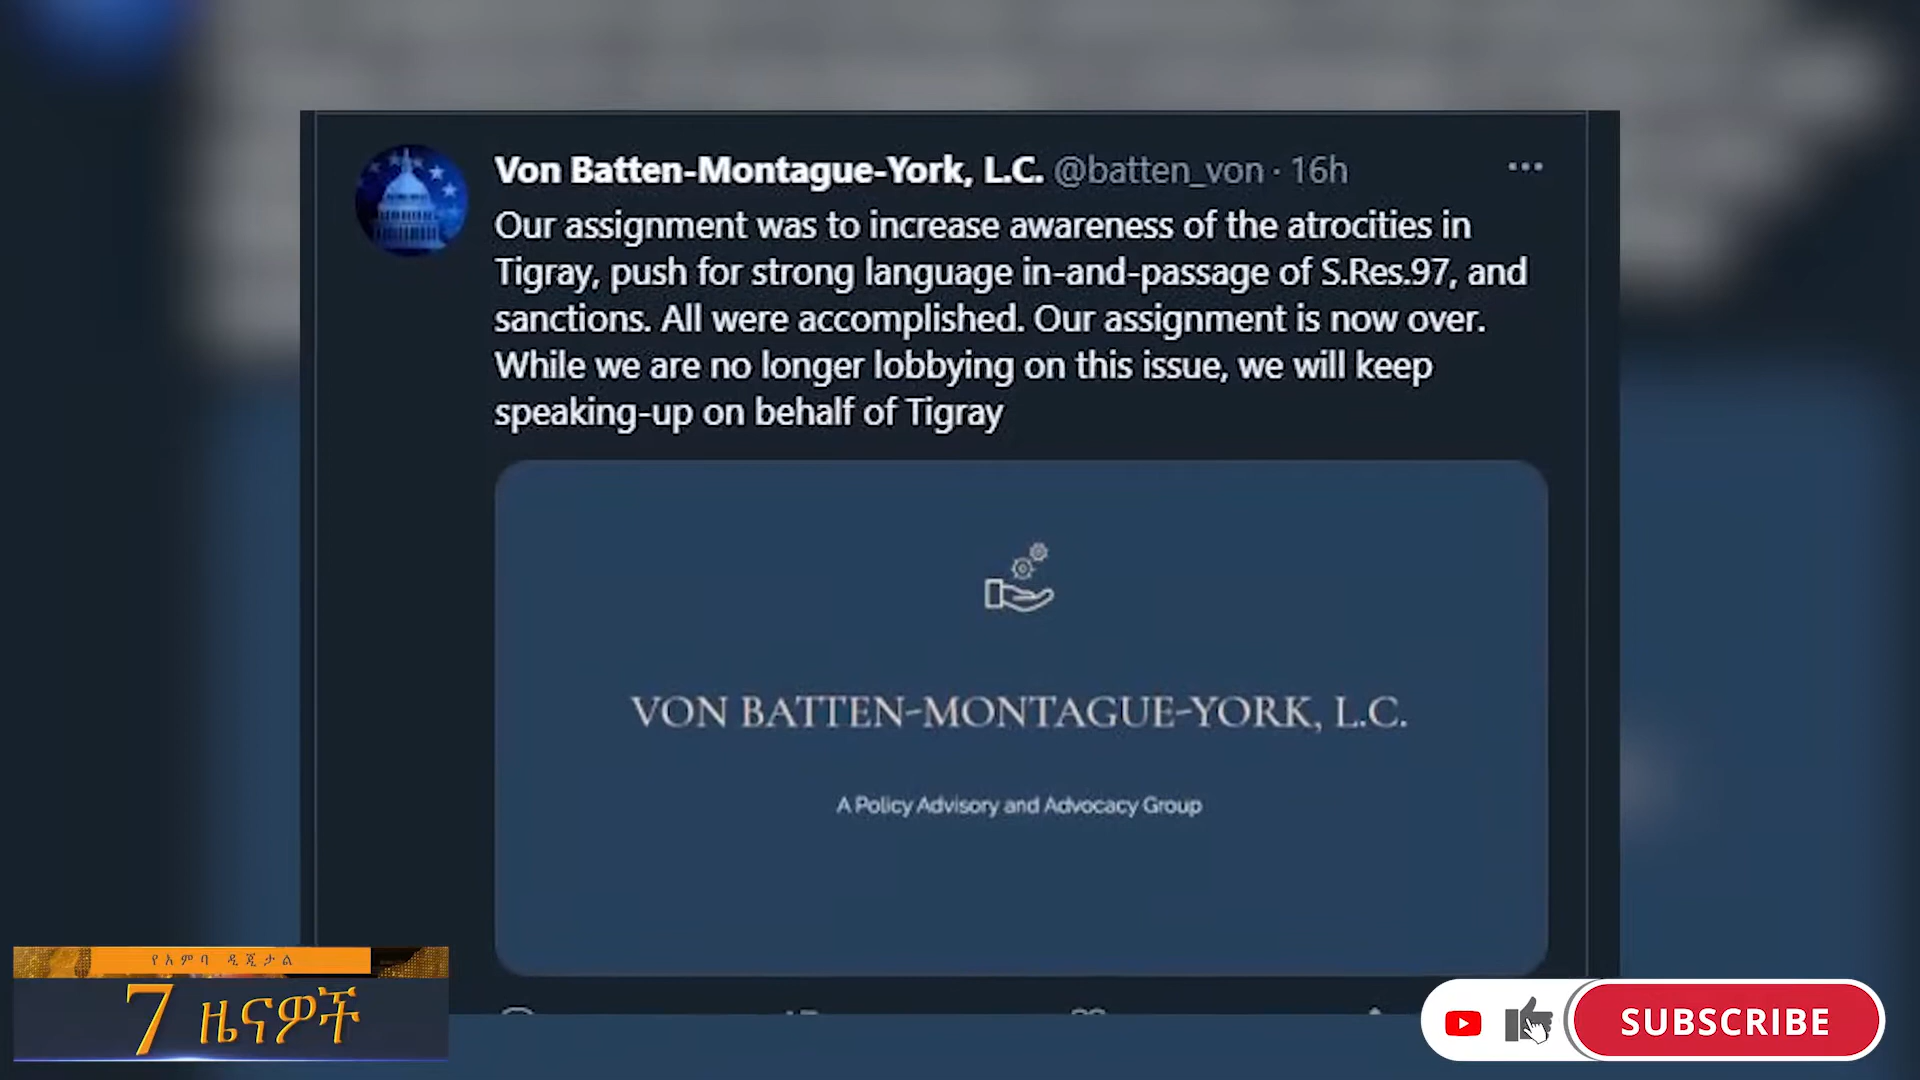 Von Batten-Montague-York, L.C. @batten_von · 16h
Our assignment was to increase awareness of the atrocities in
Tigray, push for strong language in-and-passage of S.Res.97, and
sanctions. All were accomplished. Our assignment is now over.
While we are no longer lobbying on this issue, we will keep
speaking-up on behalf of Tigray
VON BATTEN-MONTAGUE-YORK, L.C.
A Policy Advisory and Advocacy Group
የአምባ ዲጂታል
7 ዜናዎች
SUBSCRIBE